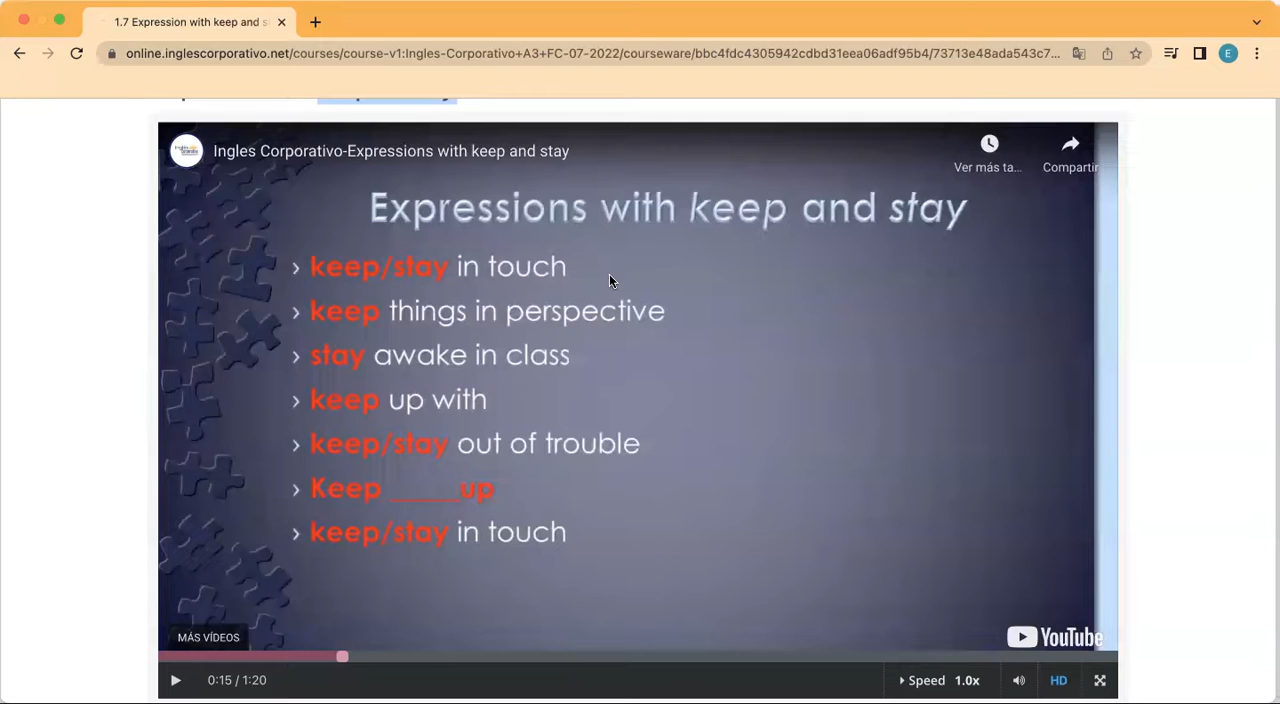 1.7 Expression with keep and s
online.inglescorporativo.net/courses/course-v1:Ingles-Corporativo+A3+FC-07-2022/courseware/bbc4fdc4305942cdbd31eea06adf95b4/73713e48ada543c7...
E
Ingles Corporativo-Expressions with keep and stay
Ver más ta...
Compartir
Expressions with keep and stay
› keep/stay in touch
› keep things in perspective
› stay awake in class
› keep up with
› keep/stay out of trouble
› Keep _____up
› keep/stay in touch
MÁS VÍDEOS
YouTube
0:15 / 1:20
Speed 1.0x
HD